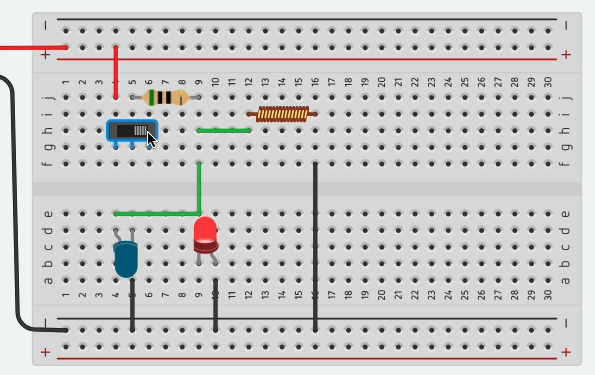 − −
+ +
1 2 3 4 5 6 7 8 9 10 11 12 13 14 15 16 17 18 19 20 21 22 23 24 25 26 27 28 29 30
j j
i i
h h
g g
f f
e e
d d
c c
b b
a a
1 2 3 4 5 6 7 8 9 10 11 12 13 14 15 16 17 18 19 20 21 22 23 24 25 26 27 28 29 30
− −
+ +